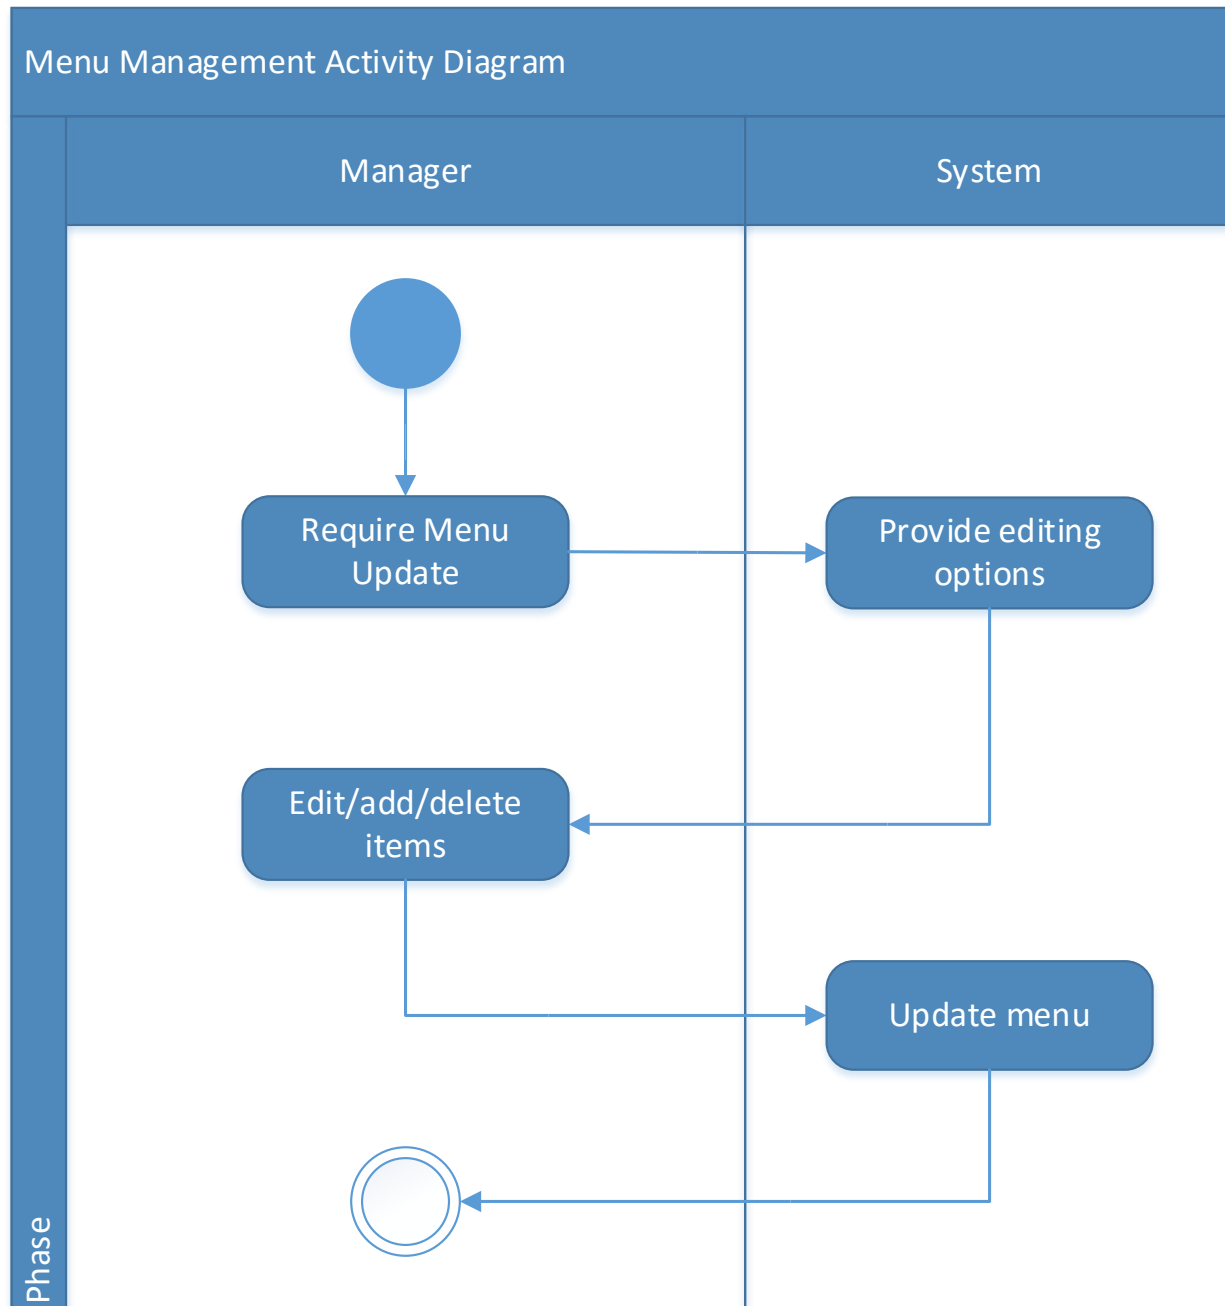 Menu Management Activity Diagram
Manager
System
Require Menu
Update
Provide editing
options
Edit/add/delete
items
Update menu
Phase